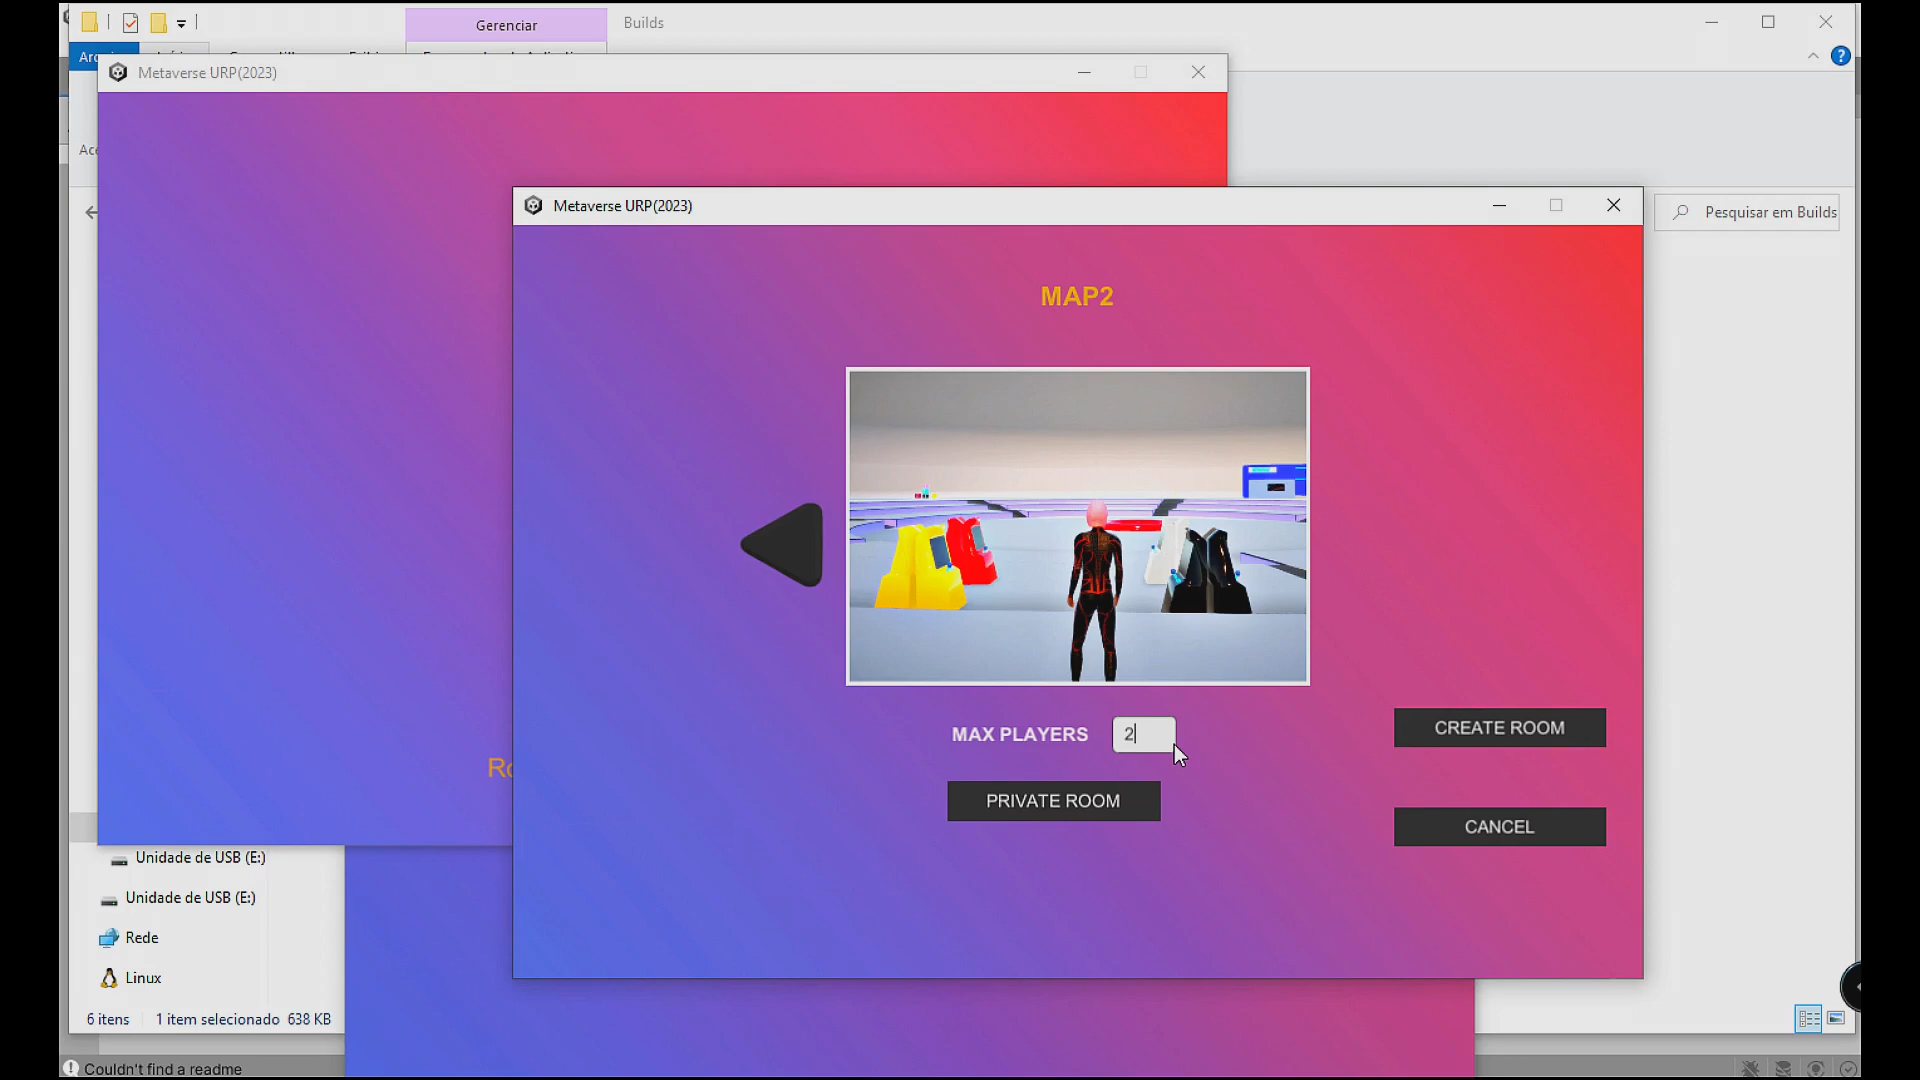 Gerenciar
Builds
Metaverse URP(2023)
Metaverse URP(2023)
Pesquisar em Builds
MAP2
MAX PLAYERS
2
CREATE ROOM
PRIVATE ROOM
CANCEL
Unidade de USB (E:)
Unidade de USB (E:)
Rede
Linux
6 itens
1 item selecionado 638 KB
Couldn't find a readme